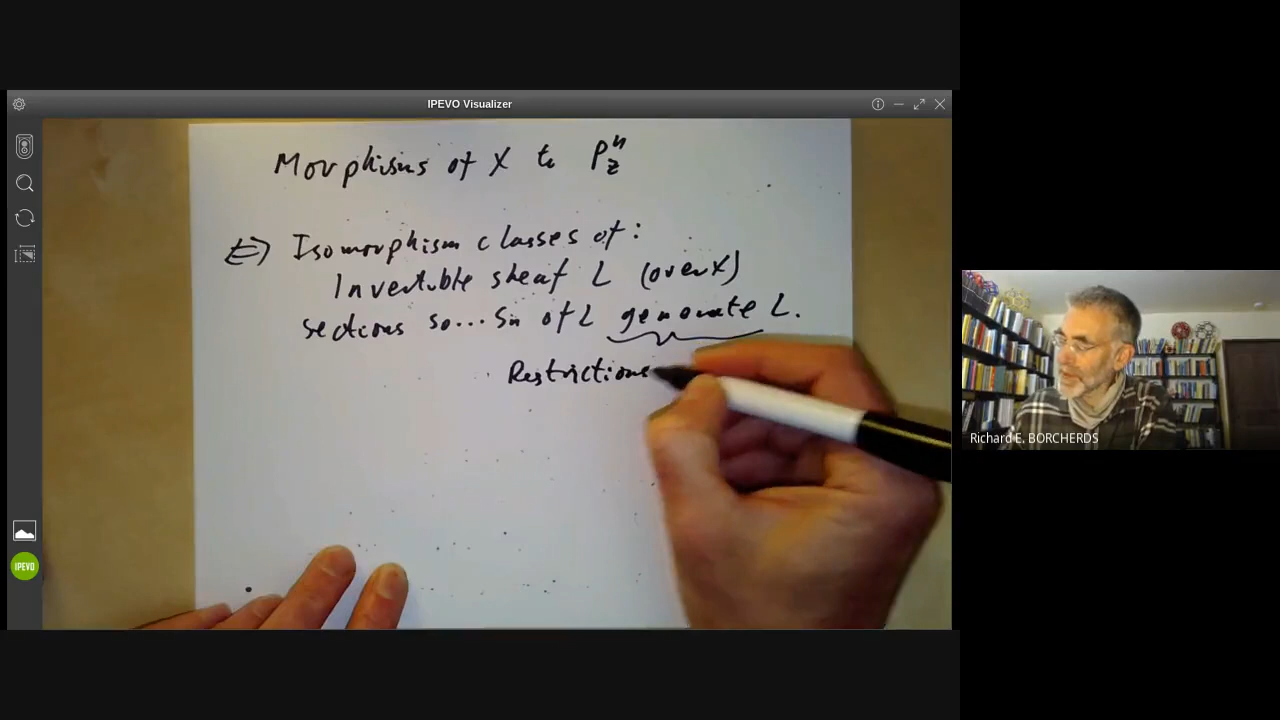 IPEVO Visualizer
Morphisms of X to P^n_Z
⇔ Isomorphism classes of:
Invertible sheaf L (over X)
sections s0... sn of L generate L.
Restrictions
Richard E. BORCHERDS
IPEVO